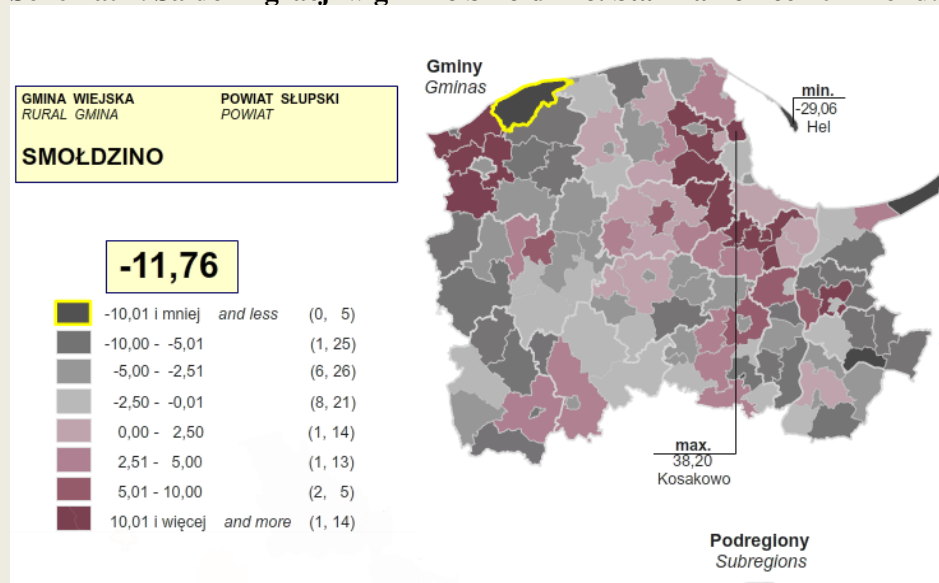 GMINA WIEJSKA
RURAL GMINA
POWIAT SŁUPSKI
POWIAT
SMOŁDZINO
-11,76
-10,01 i mniej and less (0, 5)
-10,00 - -5,01 (1, 25)
-5,00 - -2,51 (6, 26)
-2,50 - -0,01 (8, 21)
0,00 - 2,50 (1, 14)
2,51 - 5,00 (1, 13)
5,01 - 10,00 (2, 5)
10,01 i więcej and more (1, 14)
Gminy
Gminas
min.
-29,06
Hel
max.
38,20
Kosakowo
Podregiony
Subregions